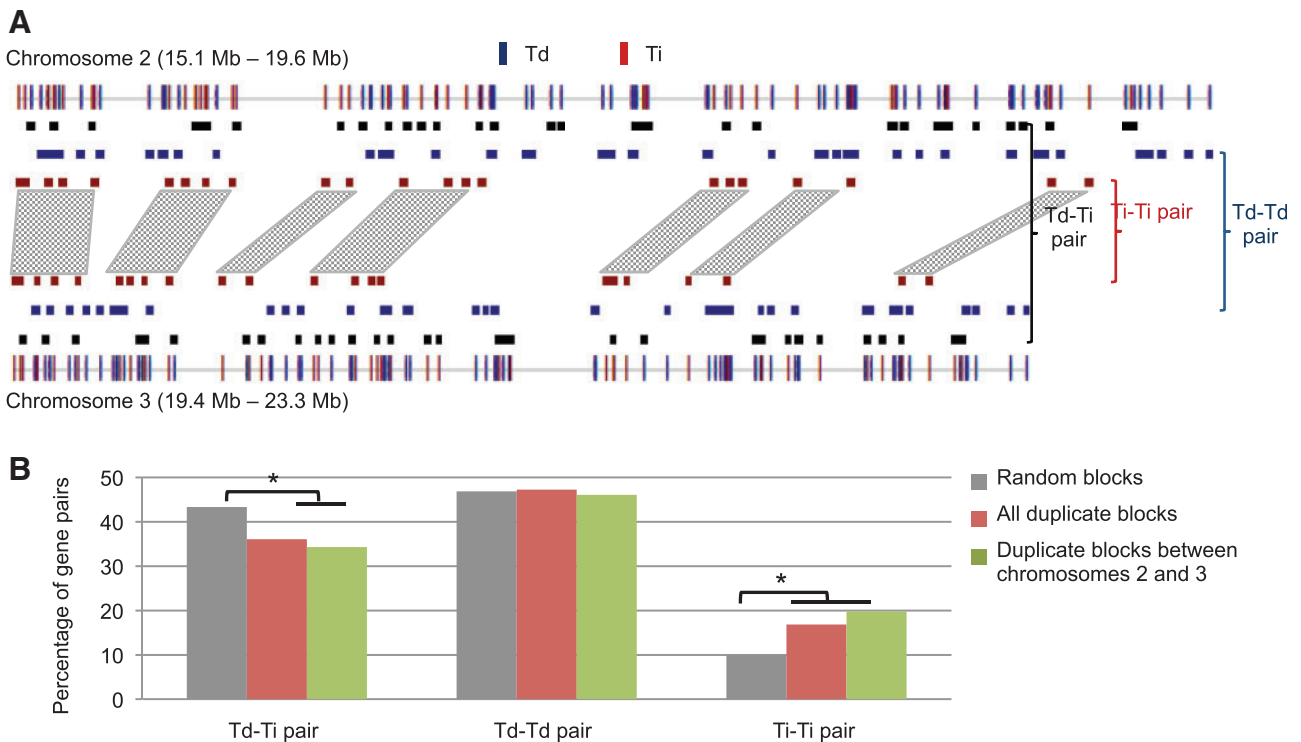 A
Chromosome 2 (15.1 Mb – 19.6 Mb)
Td
Ti
Td-Ti
pair
Ti-Ti pair
Td-Td
pair
Chromosome 3 (19.4 Mb – 23.3 Mb)
B
Percentage of gene pairs
50
40
30
20
10
0
*
*
Td-Ti pair
Td-Td pair
Ti-Ti pair
Random blocks
All duplicate blocks
Duplicate blocks between
chromosomes 2 and 3